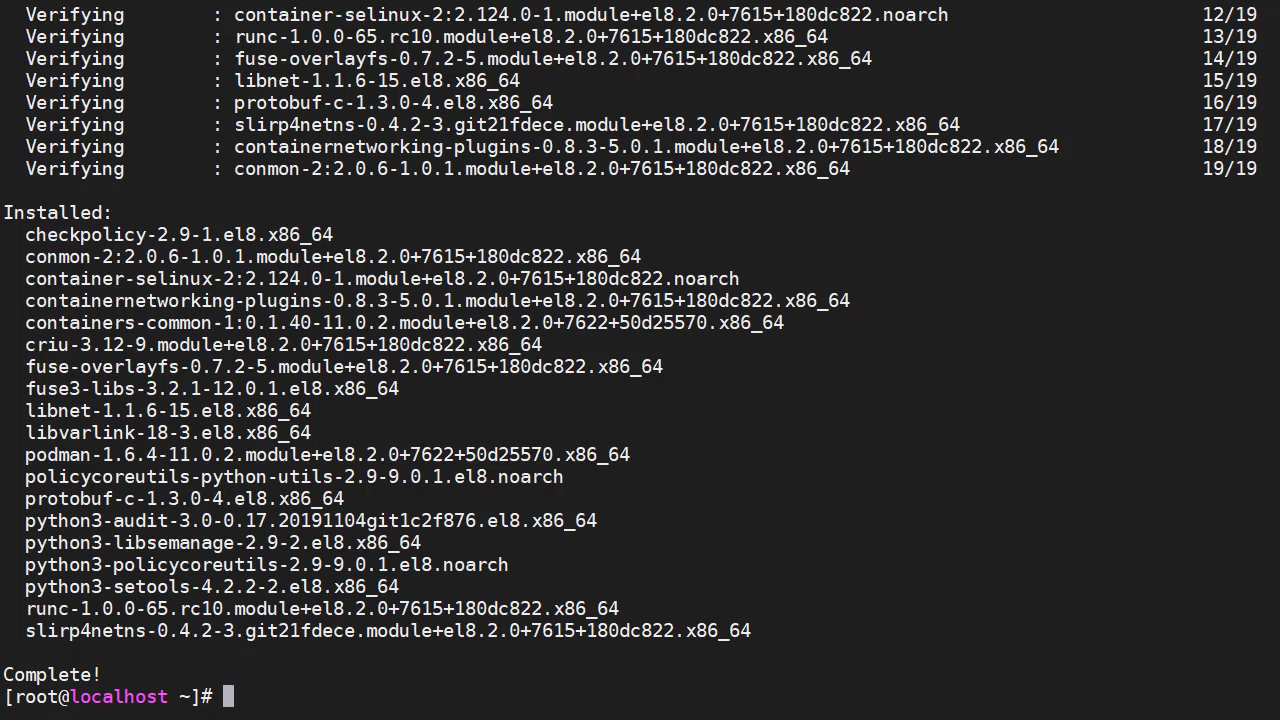 Verifying : container-selinux-2:2.124.0-1.module+el8.2.0+7615+180dc822.noarch 12/19
Verifying : runc-1.0.0-65.rc10.module+el8.2.0+7615+180dc822.x86_64 13/19
Verifying : fuse-overlayfs-0.7.2-5.module+el8.2.0+7615+180dc822.x86_64 14/19
Verifying : libnet-1.1.6-15.el8.x86_64 15/19
Verifying : protobuf-c-1.3.0-4.el8.x86_64 16/19
Verifying : slirp4netns-0.4.2-3.git21fdece.module+el8.2.0+7615+180dc822.x86_64 17/19
Verifying : containernetworking-plugins-0.8.3-5.0.1.module+el8.2.0+7615+180dc822.x86_64 18/19
Verifying : conmon-2:2.0.6-1.0.1.module+el8.2.0+7615+180dc822.x86_64 19/19
Installed:
checkpolicy-2.9-1.el8.x86_64
conmon-2:2.0.6-1.0.1.module+el8.2.0+7615+180dc822.x86_64
container-selinux-2:2.124.0-1.module+el8.2.0+7615+180dc822.noarch
containernetworking-plugins-0.8.3-5.0.1.module+el8.2.0+7615+180dc822.x86_64
containers-common-1:0.1.40-11.0.2.module+el8.2.0+7622+50d25570.x86_64
criu-3.12-9.module+el8.2.0+7615+180dc822.x86_64
fuse-overlayfs-0.7.2-5.module+el8.2.0+7615+180dc822.x86_64
fuse3-libs-3.2.1-12.0.1.el8.x86_64
libnet-1.1.6-15.el8.x86_64
libvarlink-18-3.el8.x86_64
podman-1.6.4-11.0.2.module+el8.2.0+7622+50d25570.x86_64
policycoreutils-python-utils-2.9-9.0.1.el8.noarch
protobuf-c-1.3.0-4.el8.x86_64
python3-audit-3.0-0.17.20191104git1c2f876.el8.x86_64
python3-libsemanage-2.9-2.el8.x86_64
python3-policycoreutils-2.9-9.0.1.el8.noarch
python3-setools-4.2.2-2.el8.x86_64
runc-1.0.0-65.rc10.module+el8.2.0+7615+180dc822.x86_64
slirp4netns-0.4.2-3.git21fdece.module+el8.2.0+7615+180dc822.x86_64
Complete!
[root@localhost ~]#